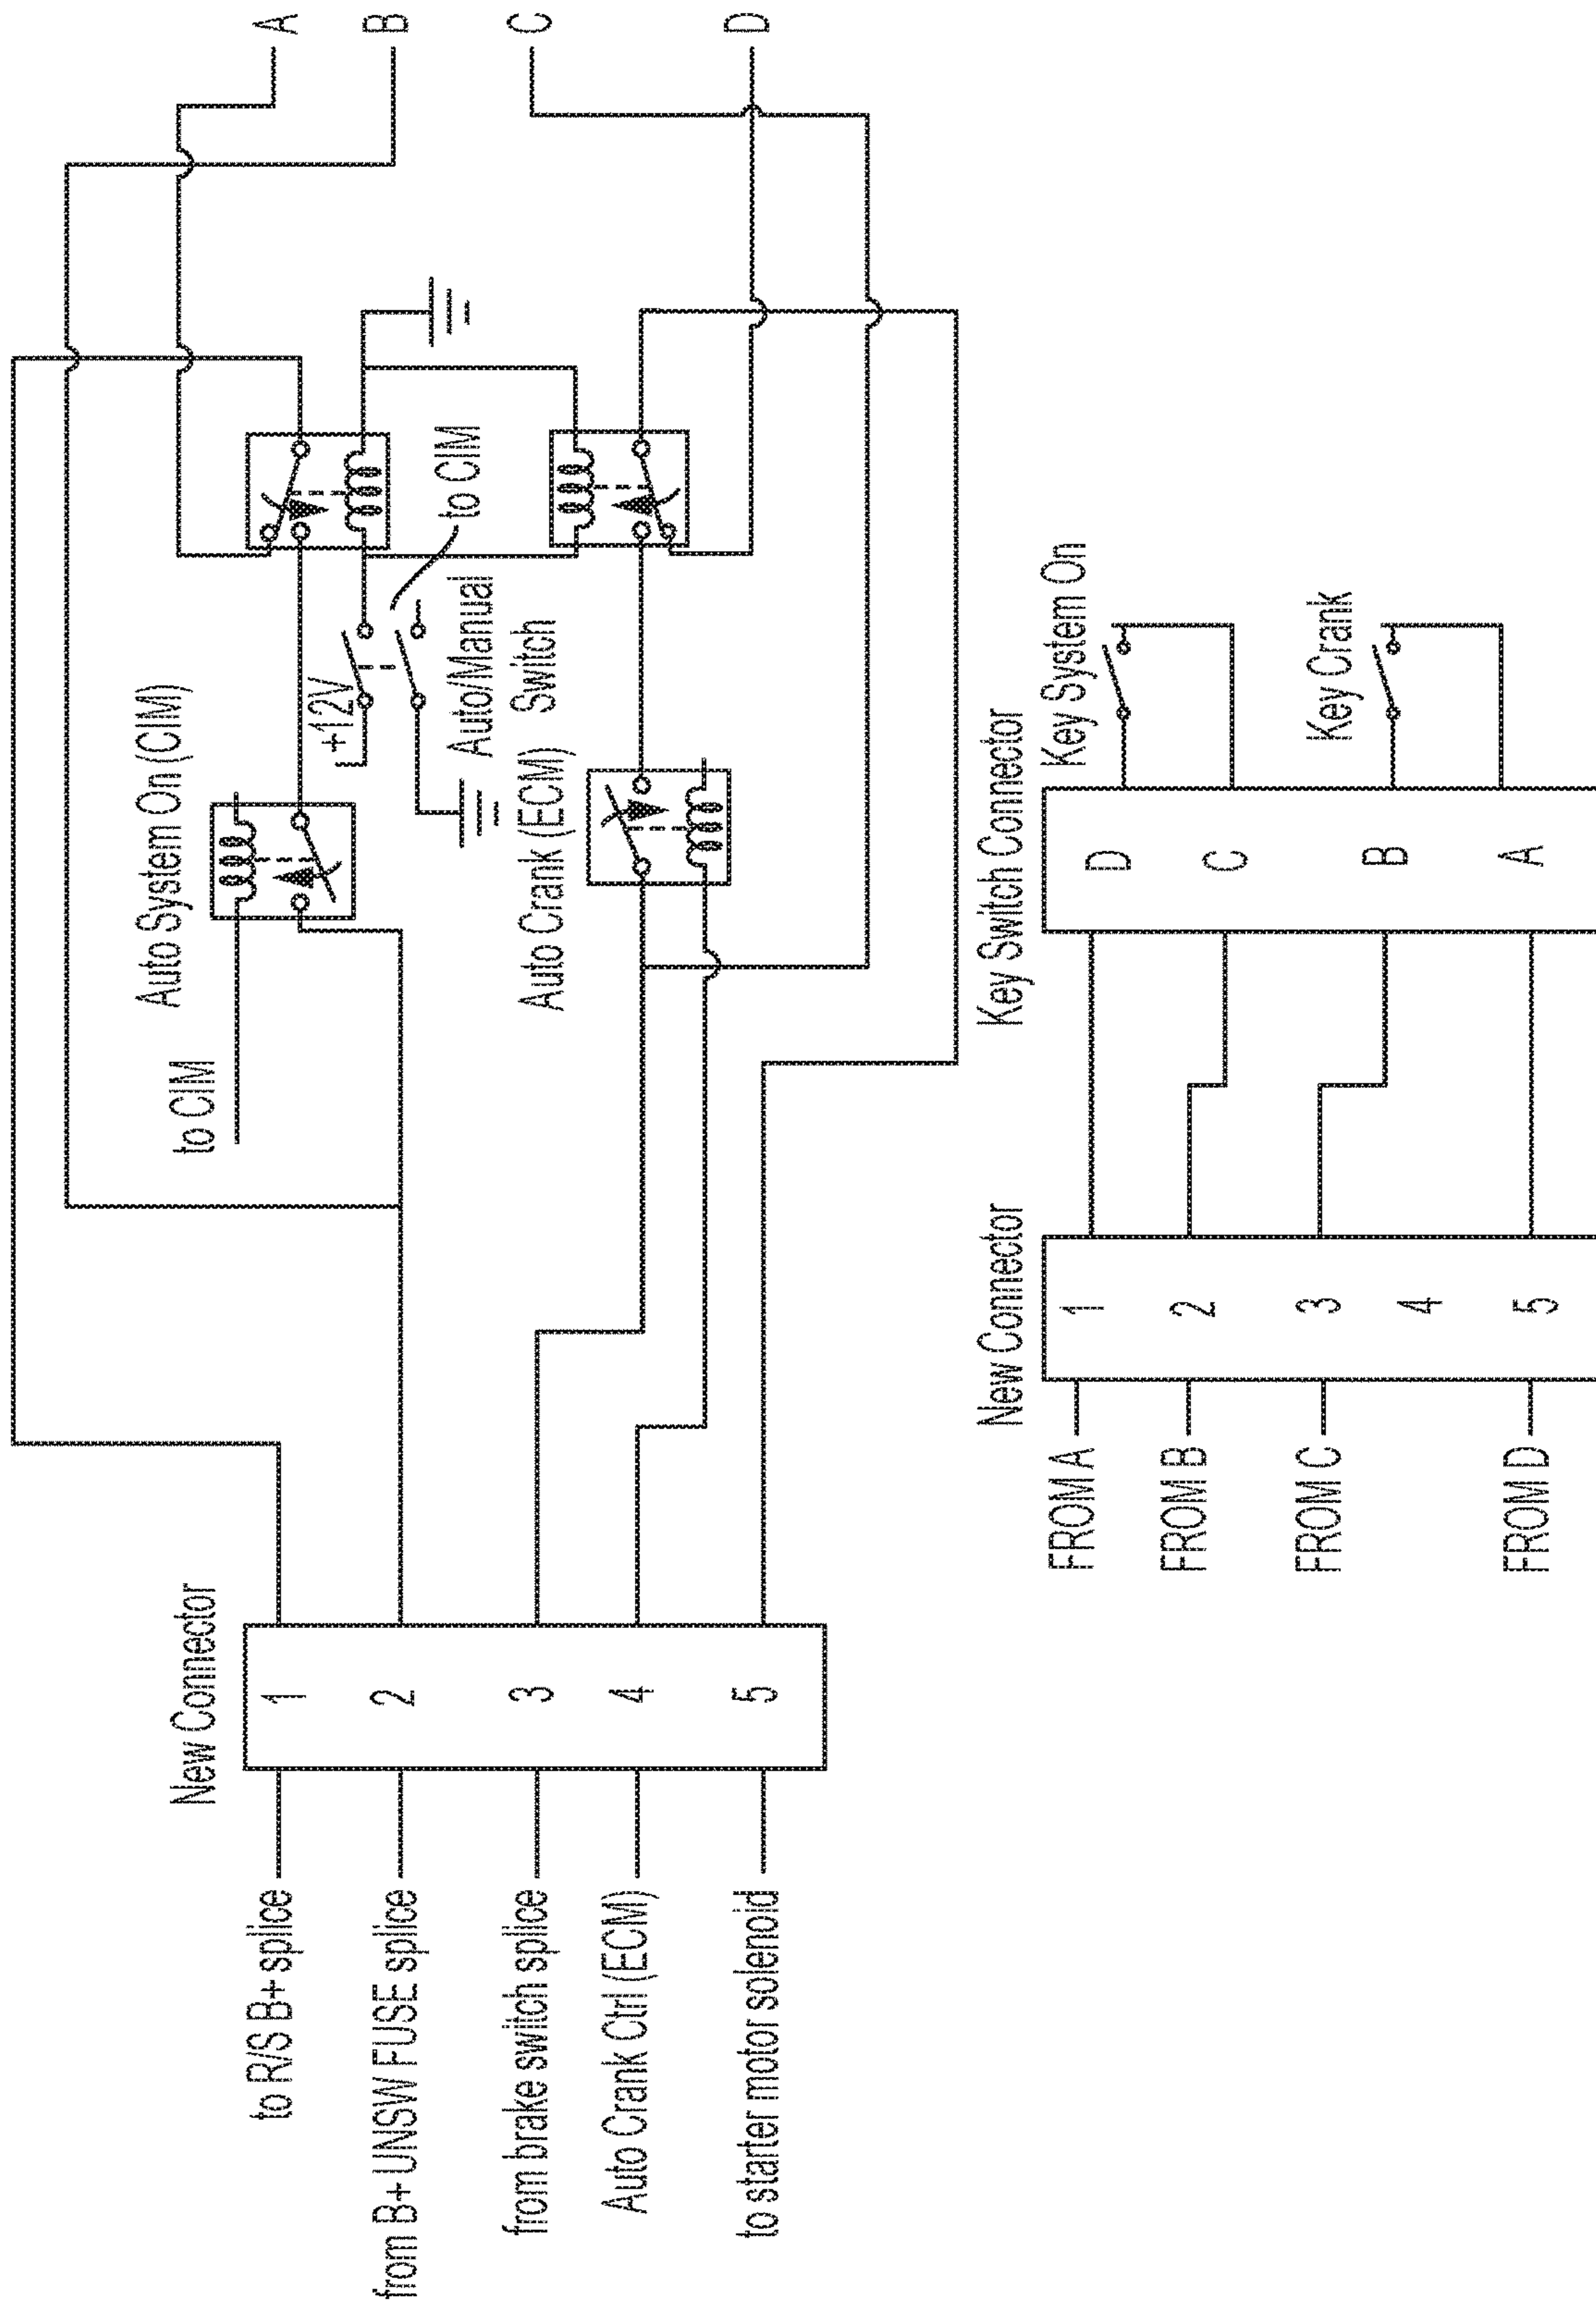 New Connector
to R/S B+ splice
from B+ UNSW FUSE splice
from brake switch splice
Auto Crank Ctrl (ECM)
to starter motor solenoid
1
2
3
4
5
to CIM
Auto System On (CIM)
+12V
Auto/Manual
Switch
to CIM
Auto Crank (ECM)
A
B
C
D
New Connector
FROM A
FROM B
FROM C
FROM D
1
2
3
4
5
Key Switch Connector
D
C
B
A
Key System On
Key Crank